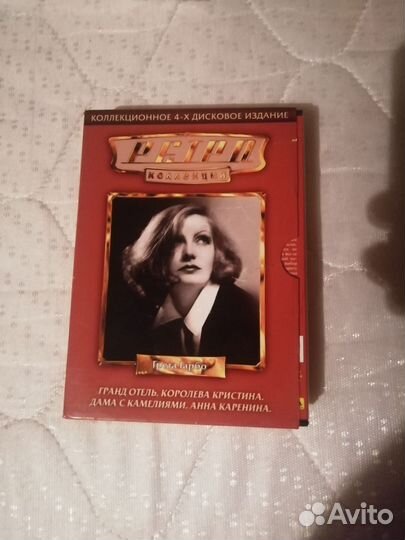 КОЛЛЕКЦИОННОЕ 4-Х ДИСКОВОЕ ИЗДАНИЕ
РЕТРО
КОЛЛЕКЦИЯ
Грета Гарбо
ГРАНД ОТЕЛЬ. КОРОЛЕВА КРИСТИНА.
ДАМА С КАМЕЛИЯМИ. АННА КАРЕНИНА.
Avito